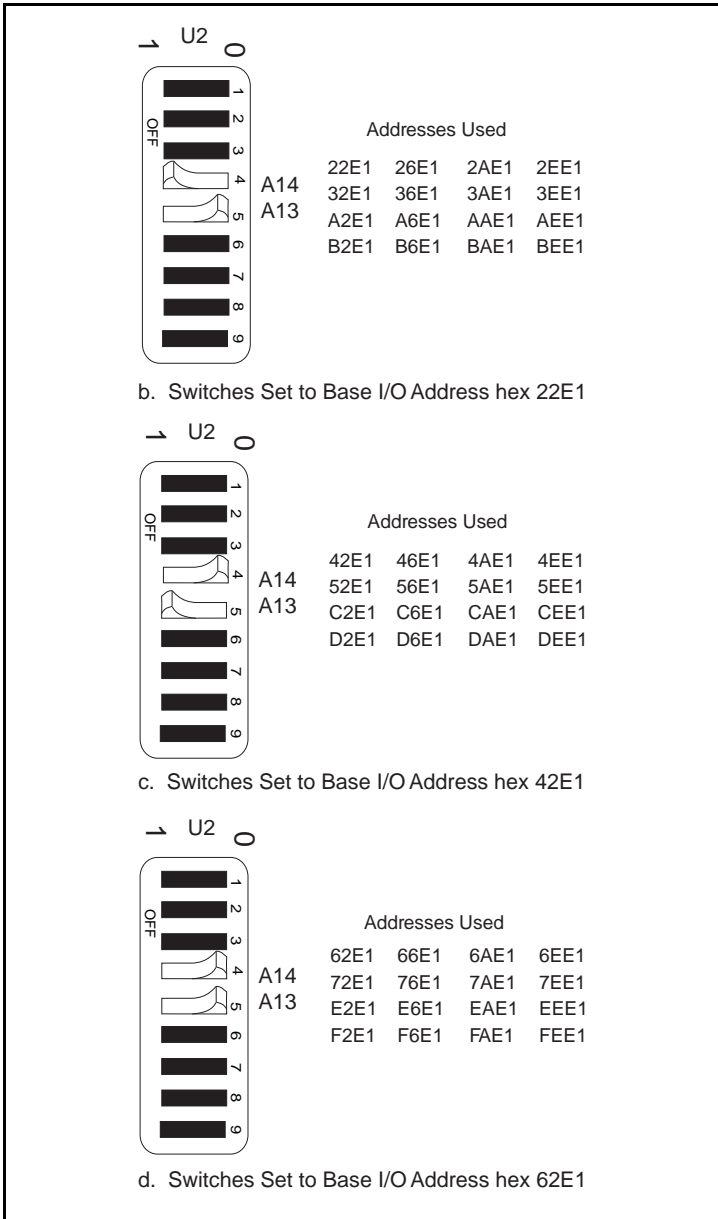 1 U2 0
OFF
1
2
3
4
5
6
7
8
9
A14
A13
Addresses Used
22E1 26E1 2AE1 2EE1
32E1 36E1 3AE1 3EE1
A2E1 A6E1 AAE1 AEE1
B2E1 B6E1 BAE1 BEE1
b. Switches Set to Base I/O Address hex 22E1
1 U2 0
OFF
1
2
3
4
5
6
7
8
9
A14
A13
Addresses Used
42E1 46E1 4AE1 4EE1
52E1 56E1 5AE1 5EE1
C2E1 C6E1 CAE1 CEE1
D2E1 D6E1 DAE1 DEE1
c. Switches Set to Base I/O Address hex 42E1
1 U2 0
OFF
1
2
3
4
5
6
7
8
9
A14
A13
Addresses Used
62E1 66E1 6AE1 6EE1
72E1 76E1 7AE1 7EE1
E2E1 E6E1 EAE1 EEE1
F2E1 F6E1 FAE1 FEE1
d. Switches Set to Base I/O Address hex 62E1